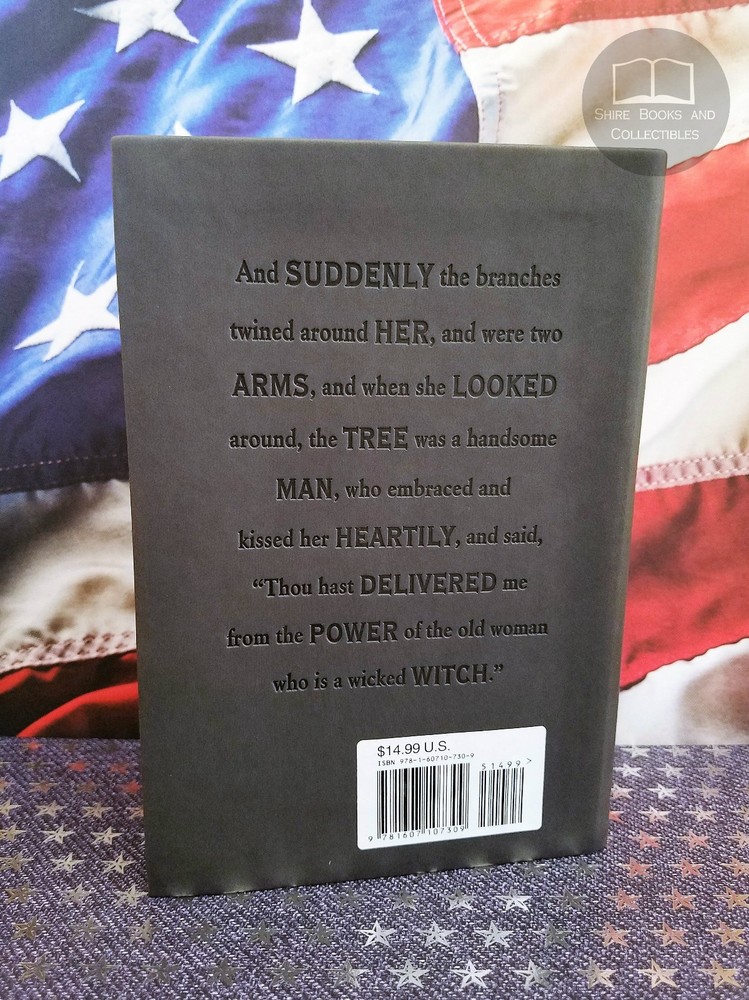 SHIRE BOOKS AND
COLLECTIBLES
And SUDDENLY the branches
twined around HER, and were two
ARMS, and when she LOOKED
around, the TREE was a handsome
MAN, who embraced and
kissed her HEARTILY, and said,
“Thou hast DELIVERED me
from the POWER of the old woman
who is a wicked WITCH.”
$14.99 U.S.
ISBN 978-1-60710-730-9
51499 >
9 781607 107309